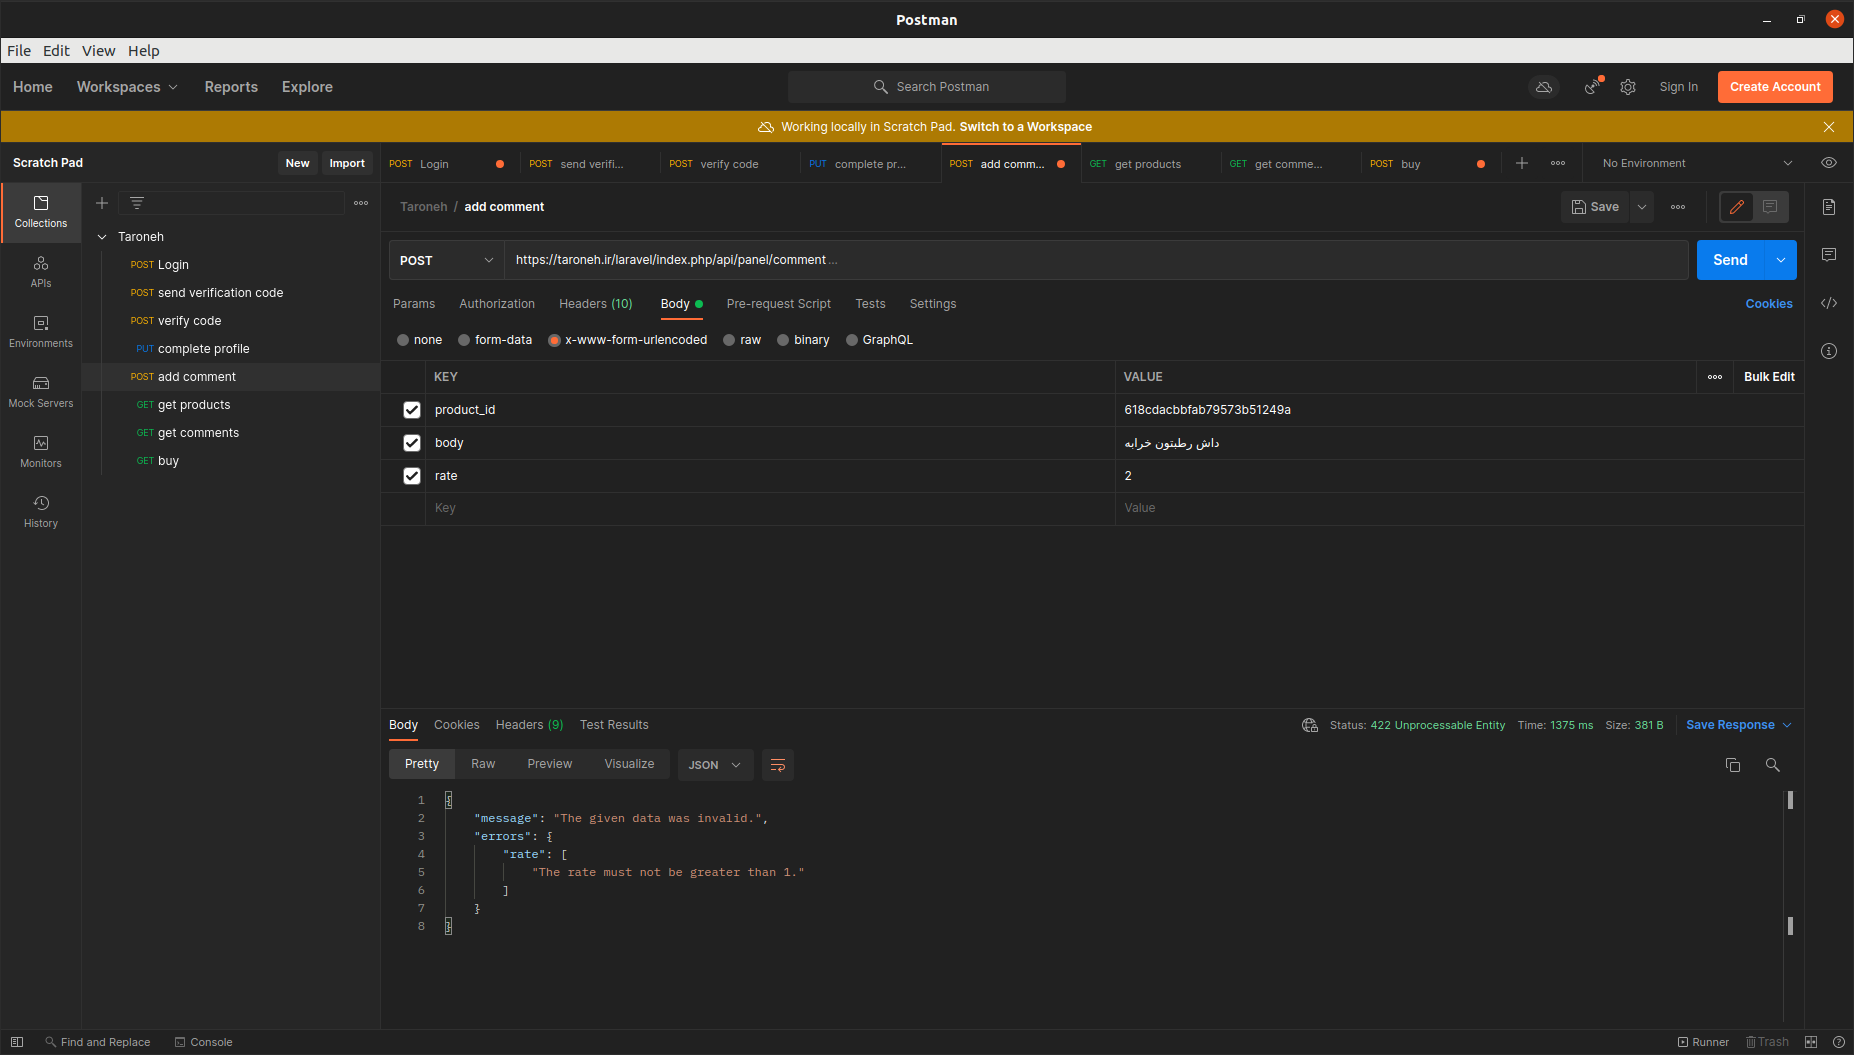 Postman
File Edit View Help
Home Workspaces Reports Explore Search Postman Sign In Create Account
Working locally in Scratch Pad. Switch to a Workspace
Scratch Pad New Import POST Login POST send verifi... POST verify code PUT complete pr... POST add comm... GET get products GET get comme... POST buy No Environment
Collections
APIs
Environments
Mock Servers
Monitors
History
Taroneh
POST Login
POST send verification code
POST verify code
PUT complete profile
POST add comment
GET get products
GET get comments
GET buy
Taroneh / add comment Save
POST https://taroneh.ir/laravel/index.php/api/panel/comment ... Send
Params Authorization Headers (10) Body Pre-request Script Tests Settings Cookies
none form-data x-www-form-urlencoded raw binary GraphQL
KEY VALUE Bulk Edit
product_id 618cdacbbfab79573b51249a
body داش رطبتون خرابه
rate 2
Key Value
Body Cookies Headers (9) Test Results Status: 422 Unprocessable Entity Time: 1375 ms Size: 381 B Save Response
Pretty Raw Preview Visualize JSON
1 {
2 "message": "The given data was invalid.",
3 "errors": {
4 "rate": [
5 "The rate must not be greater than 1."
6 ]
7 }
8 }
Find and Replace Console Runner Trash